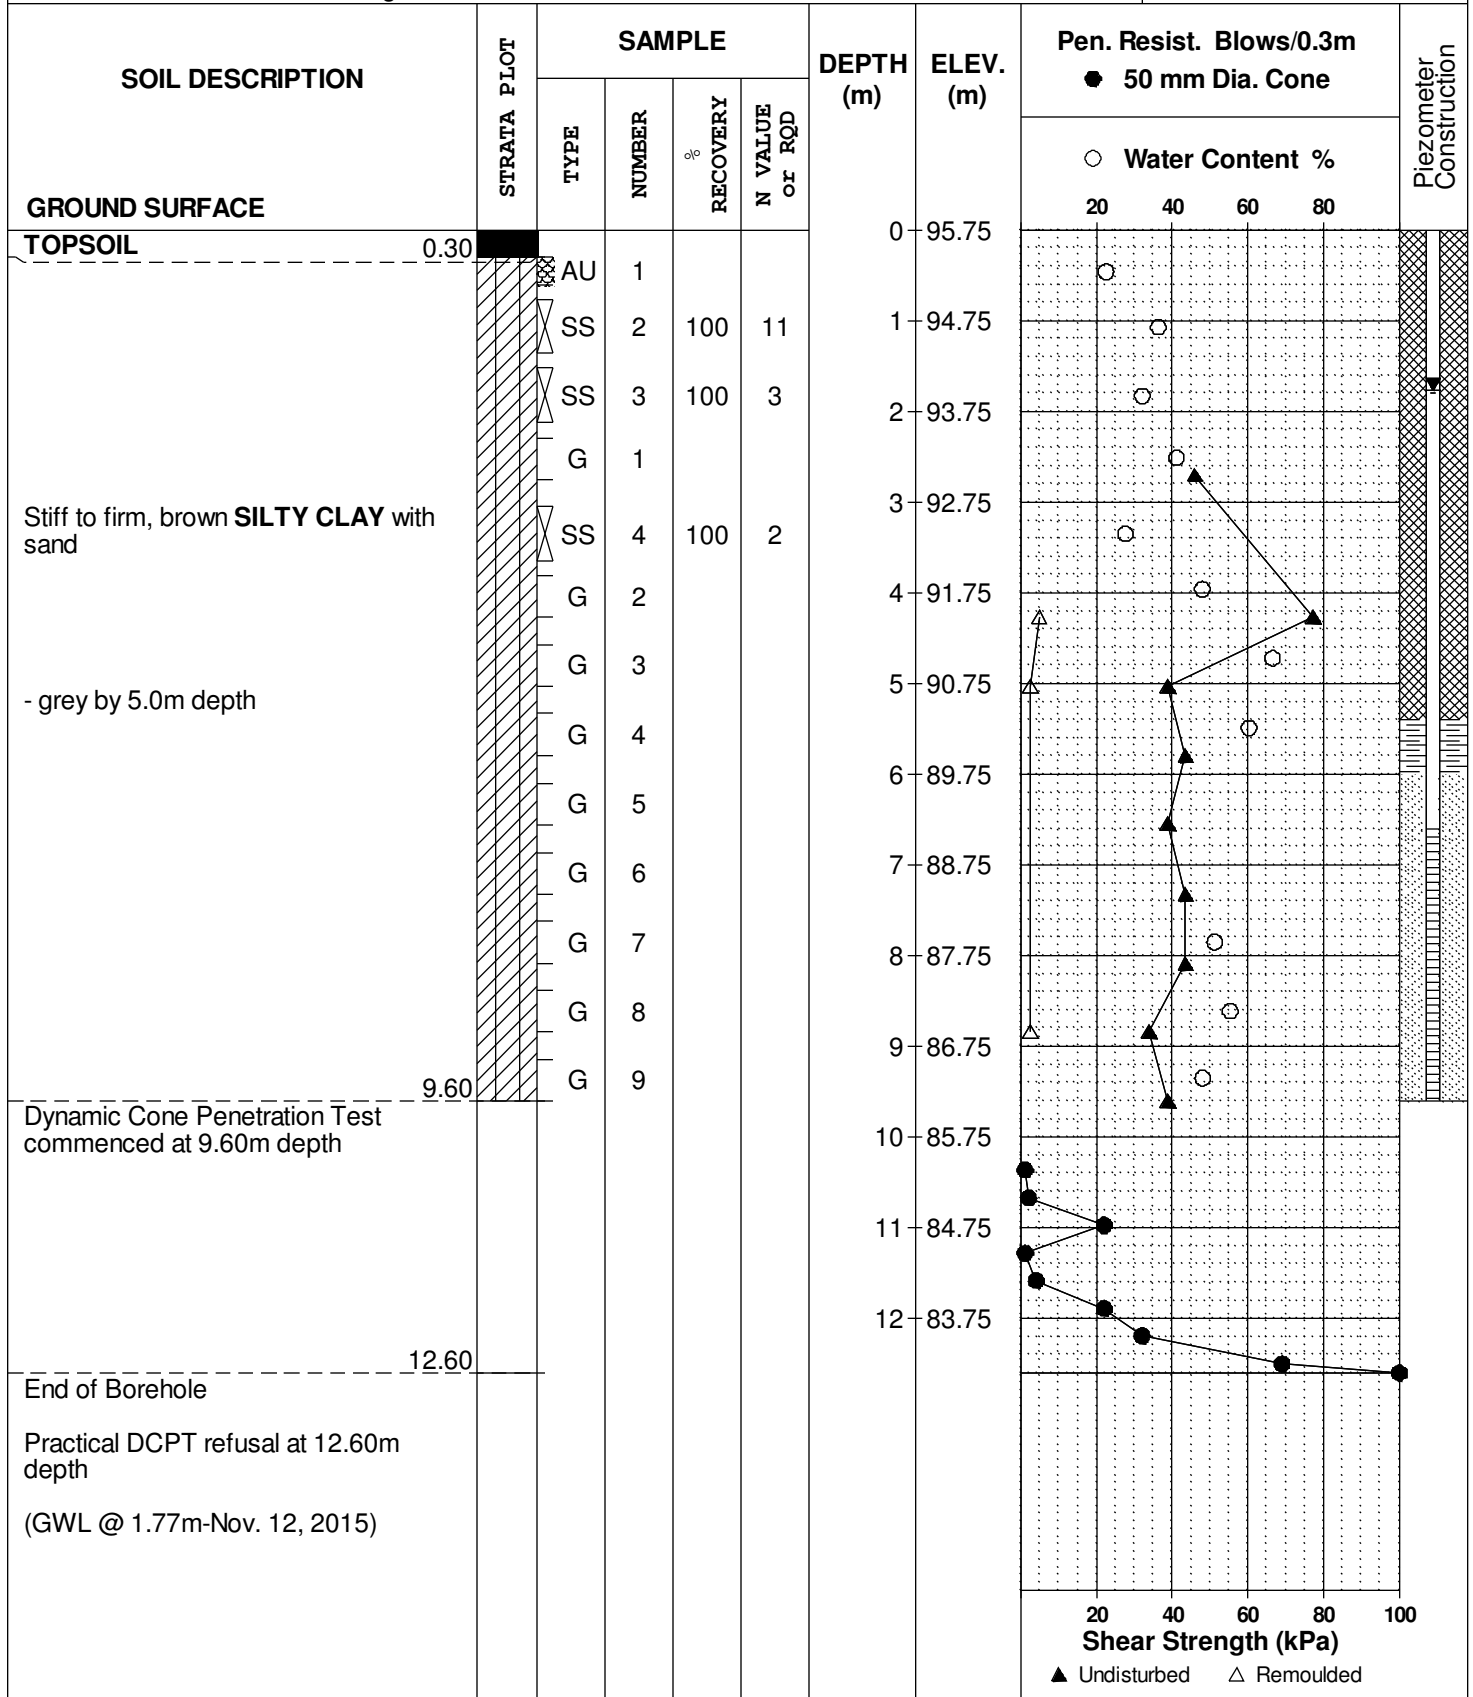 SOIL DESCRIPTION
GROUND SURFACE
STRATA PLOT
SAMPLE
TYPE
NUMBER
%
RECOVERY
N VALUE
or RQD
DEPTH
(m)
ELEV.
(m)
Pen. Resist. Blows/0.3m
● 50 mm Dia. Cone
○ Water Content %
20 40 60 80
Piezometer
Construction
0 95.75
TOPSOIL 0.30
AU 1
SS 2 100 11
1 94.75
SS 3 100 3
2 93.75
G 1
3 92.75
Stiff to firm, brown SILTY CLAY with
sand
SS 4 100 2
G 2
4 91.75
G 3
5 90.75
- grey by 5.0m depth
G 4
6 89.75
G 5
7 88.75
G 6
G 7
8 87.75
G 8
9 86.75
G 9
9.60
Dynamic Cone Penetration Test
commenced at 9.60m depth
10 85.75
11 84.75
12 83.75
12.60
End of Borehole
Practical DCPT refusal at 12.60m
depth
(GWL @ 1.77m-Nov. 12, 2015)
20 40 60 80 100
Shear Strength (kPa)
▲ Undisturbed △ Remoulded